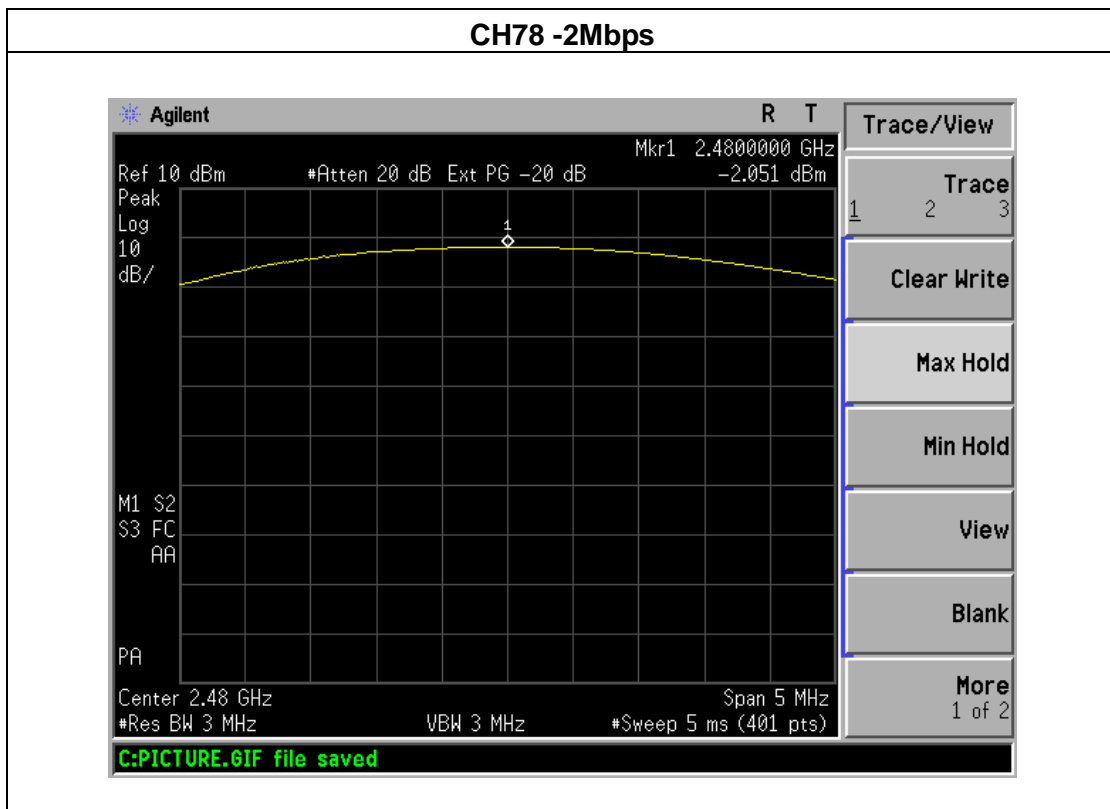 CH78 -2Mbps
Agilent R T
Mkr1 2.4800000 GHz
Ref 10 dBm #Atten 20 dB Ext PG -20 dB -2.051 dBm
Peak
Log
10
dB/
1
M1 S2
S3 FC
AA
PA
Center 2.48 GHz Span 5 MHz
#Res BW 3 MHz VBW 3 MHz #Sweep 5 ms (401 pts)
C:PICTURE.GIF file saved
Trace/View
Trace
1 2 3
Clear Write
Max Hold
Min Hold
View
Blank
More
1 of 2